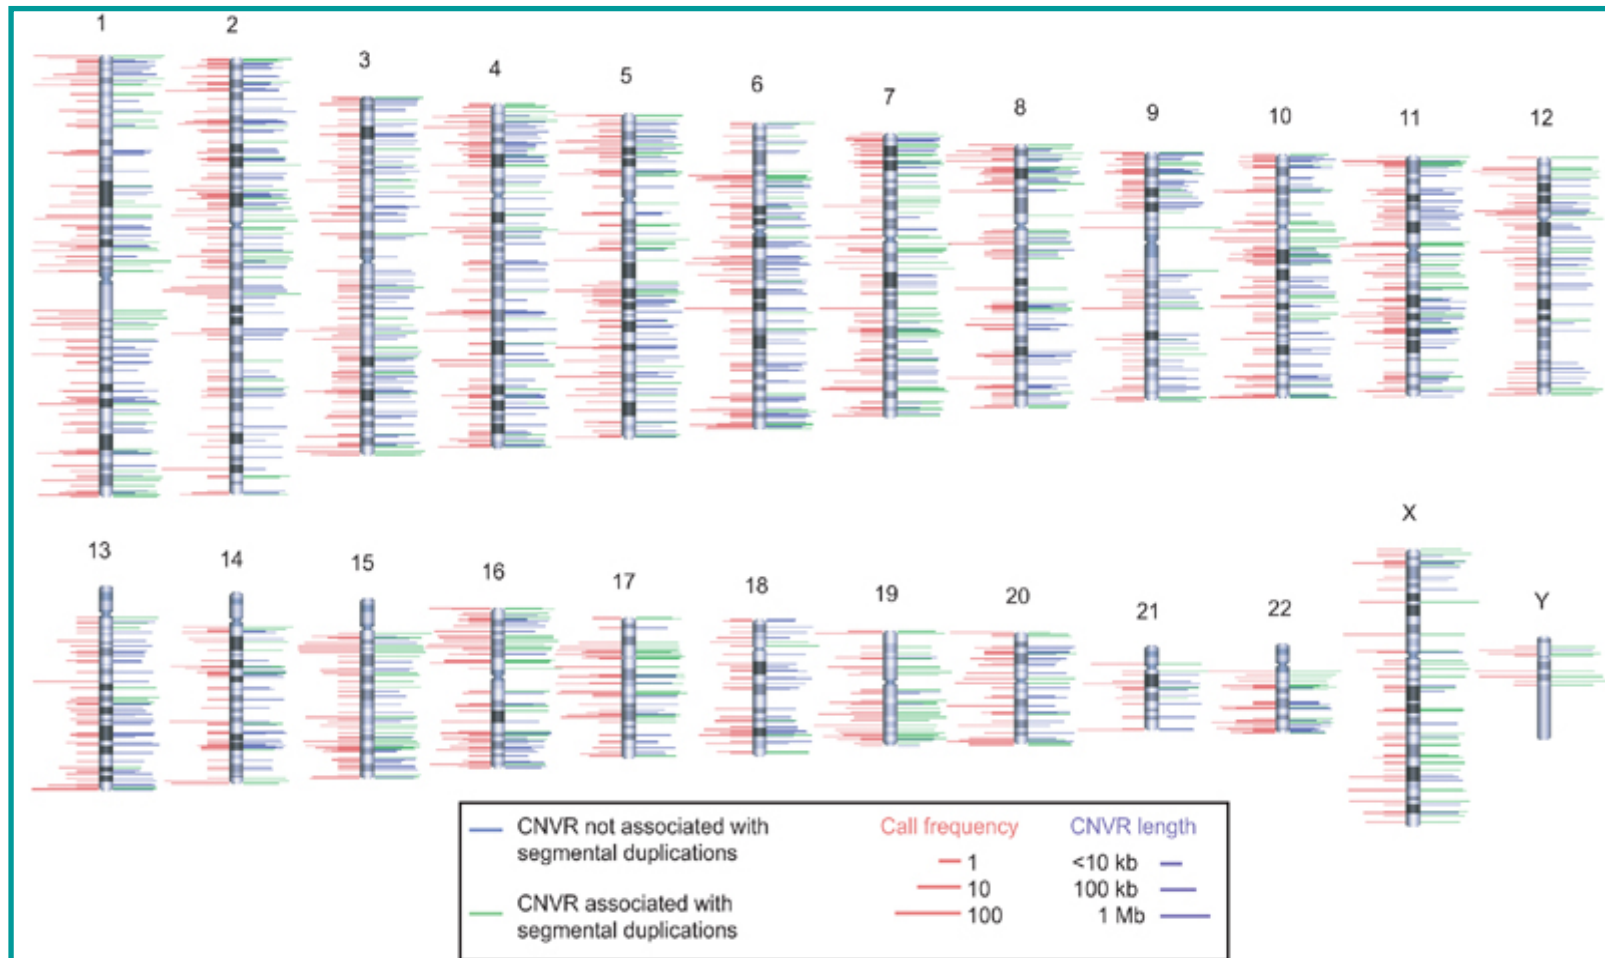 1
2
3
4
5
6
7
8
9
10
11
12
13
14
15
16
17
18
19
20
21
22
X
Y
CNVR not associated with
segmental duplications
CNVR associated with
segmental duplications
Call frequency
1
10
100
CNVR length
<10 kb
100 kb
1 Mb